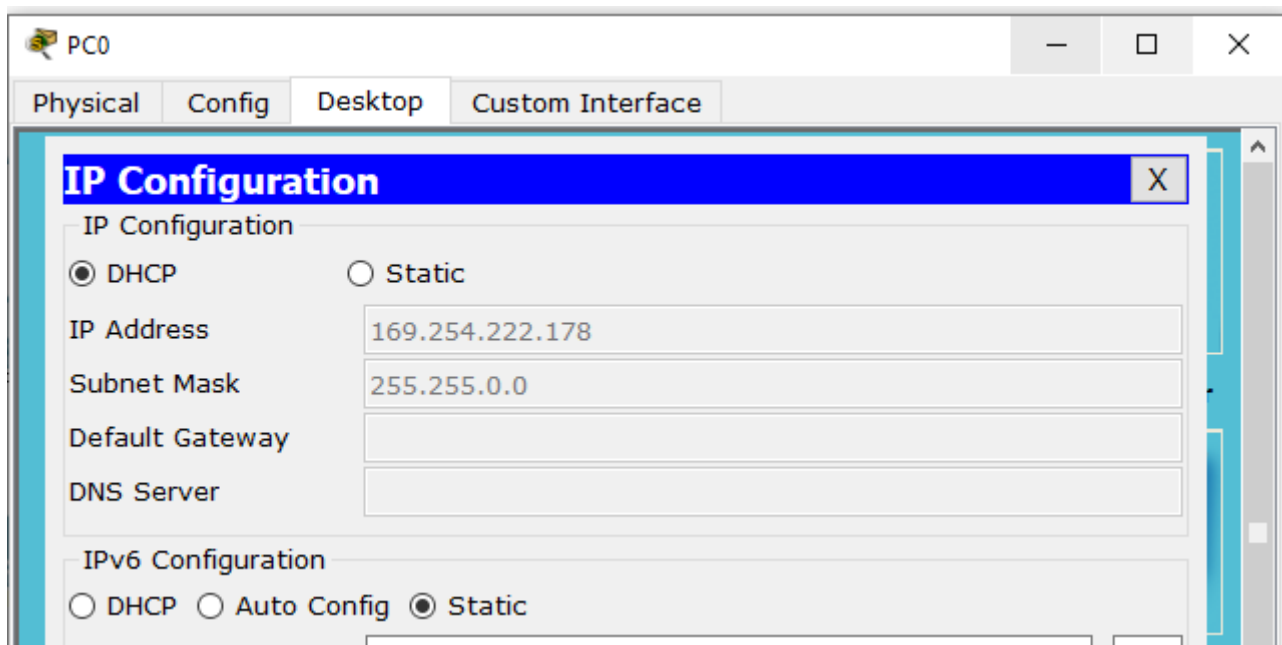 PC0
Physical Config Desktop Custom Interface
IP Configuration X
IP Configuration
DHCP Static
IP Address 169.254.222.178
Subnet Mask 255.255.0.0
Default Gateway
DNS Server
IPv6 Configuration
DHCP Auto Config Static